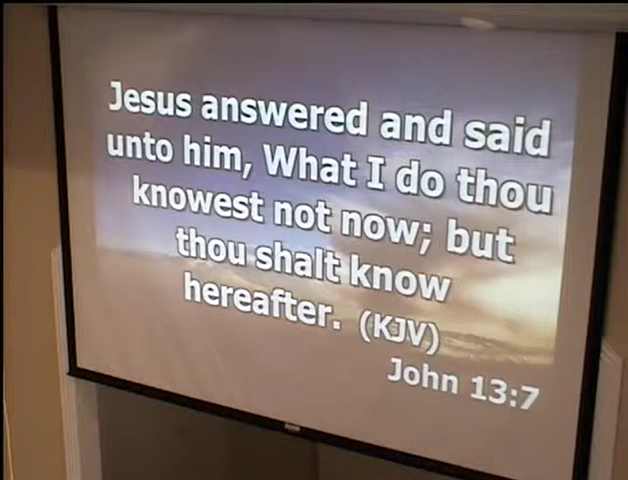 Jesus answered and said
unto him, What I do thou
knowest not now; but
thou shalt know
hereafter. (KJV)
John 13:7